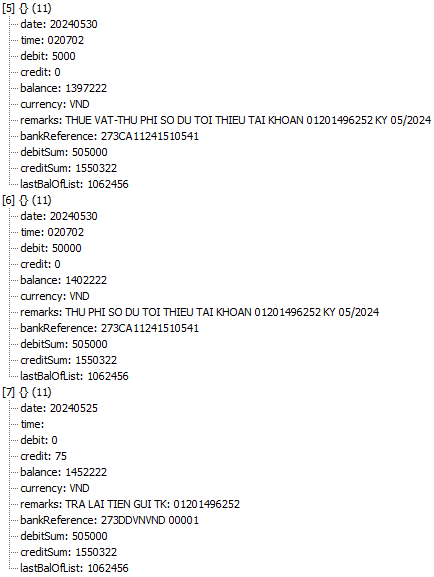 [5] {} (11)
date: 20240530
time: 020702
debit: 5000
credit: 0
balance: 1397222
currency: VND
remarks: THUE VAT-THU PHI SO DU TOI THIEU TAI KHOAN 01201496252 KY 05/2024
bankReference: 273CA11241510541
debitSum: 505000
creditSum: 1550322
lastBalOfList: 1062456
[6] {} (11)
date: 20240530
time: 020702
debit: 50000
credit: 0
balance: 1402222
currency: VND
remarks: THU PHI SO DU TOI THIEU TAI KHOAN 01201496252 KY 05/2024
bankReference: 273CA11241510541
debitSum: 505000
creditSum: 1550322
lastBalOfList: 1062456
[7] {} (11)
date: 20240525
time:
debit: 0
credit: 75
balance: 1452222
currency: VND
remarks: TRA LAI TIEN GUI TK: 01201496252
bankReference: 273DDVNVND 00001
debitSum: 505000
creditSum: 1550322
lastBalOfList: 1062456